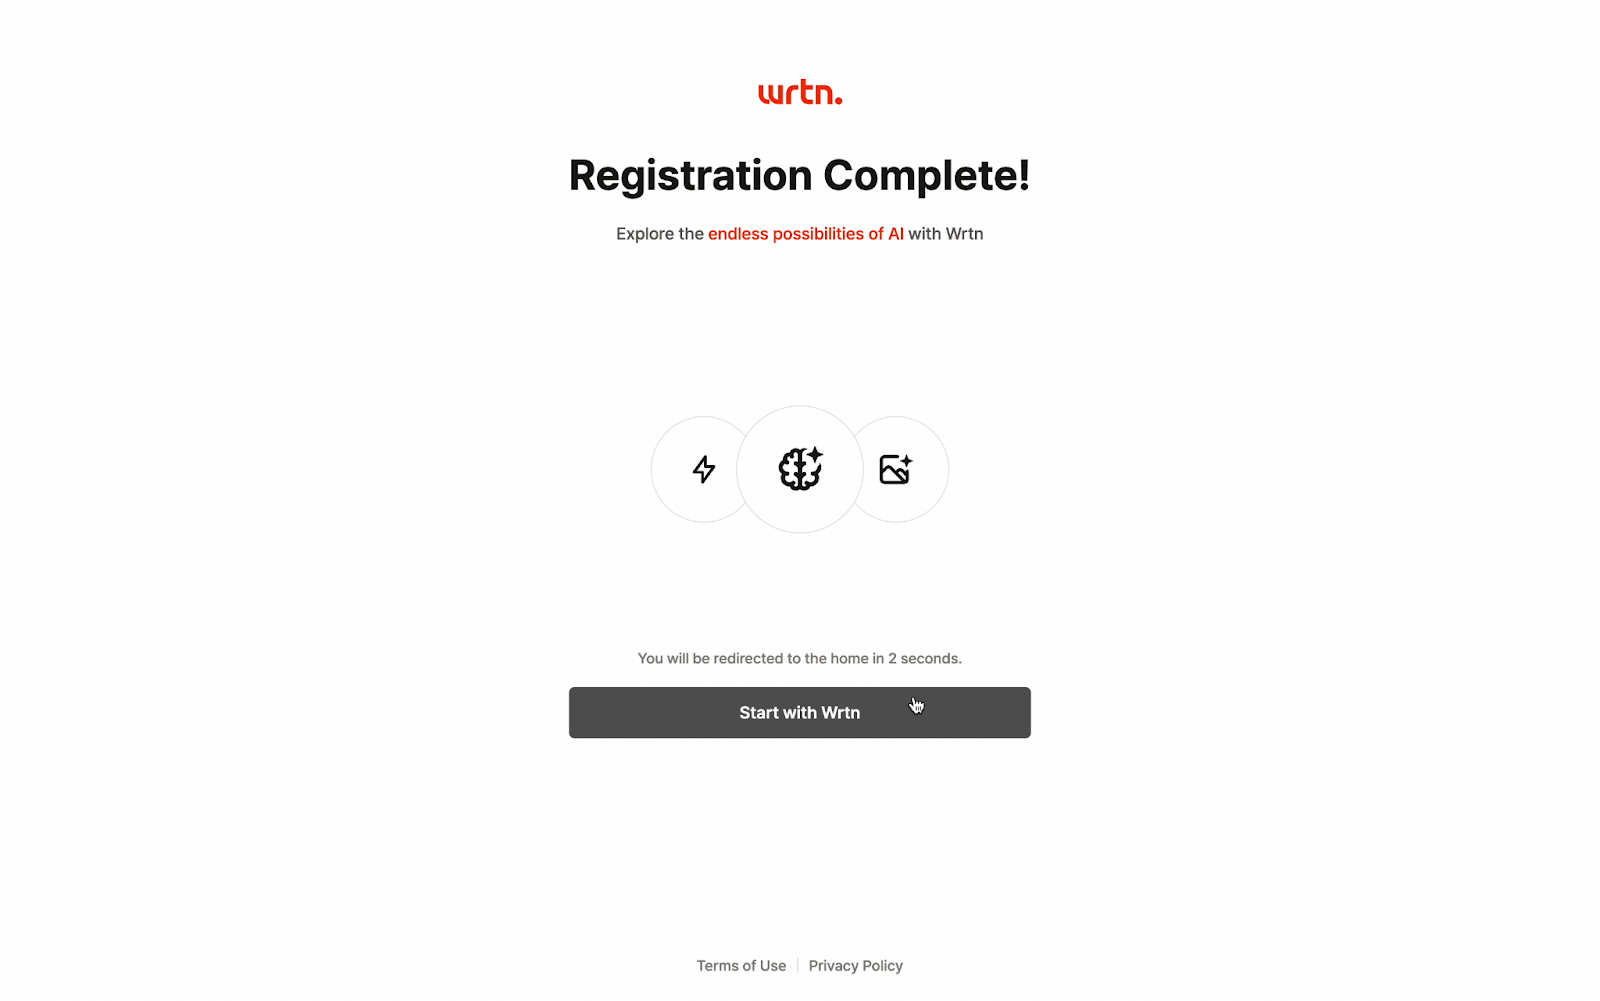 wrtn.
Registration Complete!
Explore the endless possibilities of AI with Wrtn
You will be redirected to the home in 2 seconds.
Start with Wrtn
Terms of Use
Privacy Policy